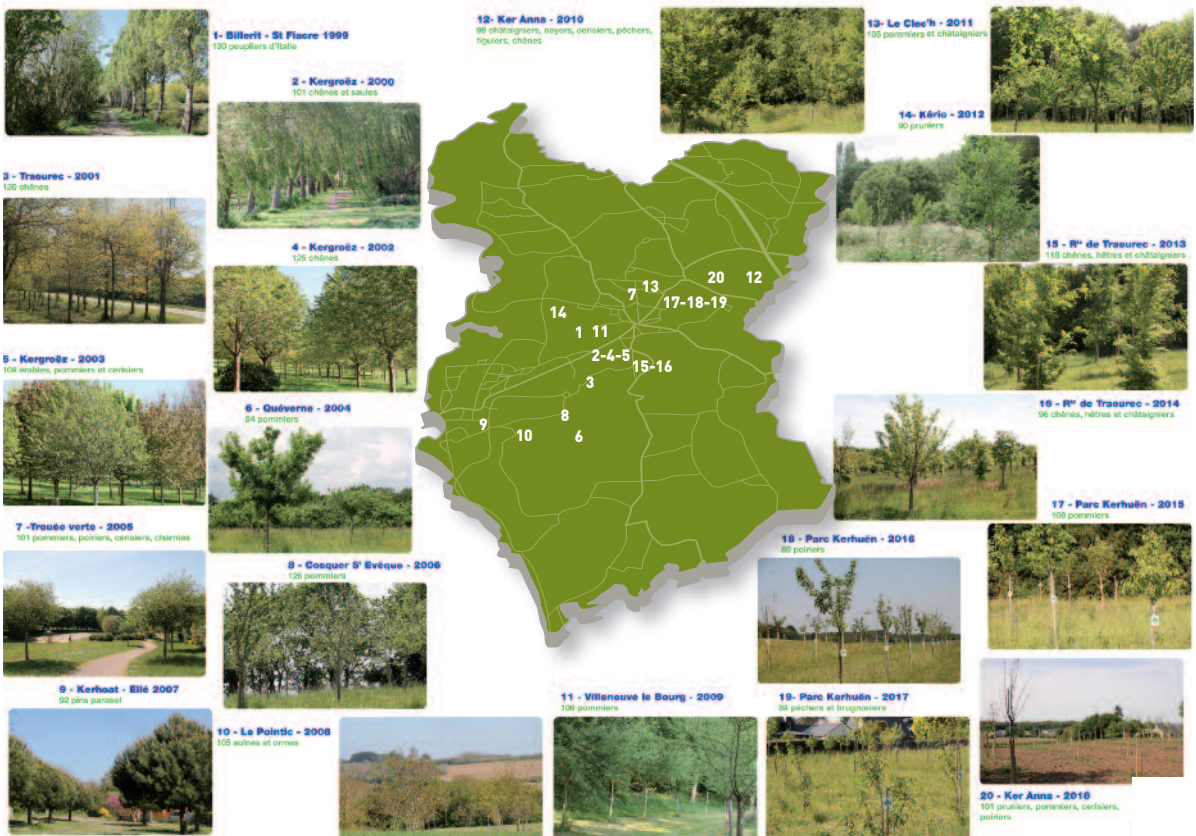 1- Billerit - St Fiacre 1999
130 peupliers d'Italie
2 - Kergroëz - 2000
101 chênes et saules
3 - Traourec - 2001
130 chênes
4 - Kergroëz - 2002
125 chênes
5 - Kergroëz - 2003
109 érables, pommiers et cerisiers
6 - Quéverne - 2004
84 pommiers
7 -Trouée verte - 2005
101 pommiers, poiriers, cerisiers, charmes
8 - Cosquer St Evêque - 2006
126 pommiers
9 - Kerhoat - Ellé 2007
92 pins parasol
10 - Le Pointic - 2008
105 aulnes et ormes
11 - Villeneuve le Bourg - 2009
106 pommiers
12- Ker Anna - 2010
99 châtaigniers, noyers, cerisiers, pêchers,
figuiers, chênes
13- Le Clec'h - 2011
105 pommiers et châtaigniers
14- Kério - 2012
90 pruniers
15 - Rte de Traourec - 2013
118 chênes, hêtres et châtaigniers
16 - Rte de Traourec - 2014
96 chênes, hêtres et châtaigniers
17 - Parc Kerhuën - 2015
108 pommiers
18 - Parc Kerhuën - 2016
89 poiriers
19- Parc Kerhuën - 2017
88 pêchers et brugnoniers
20 - Ker Anna - 2018
101 pruniers, pommiers, cerisiers,
poiriers
20 12
7 13
17-18-19
14
1 11
2-4-5
15-16
3
8
9
10
6